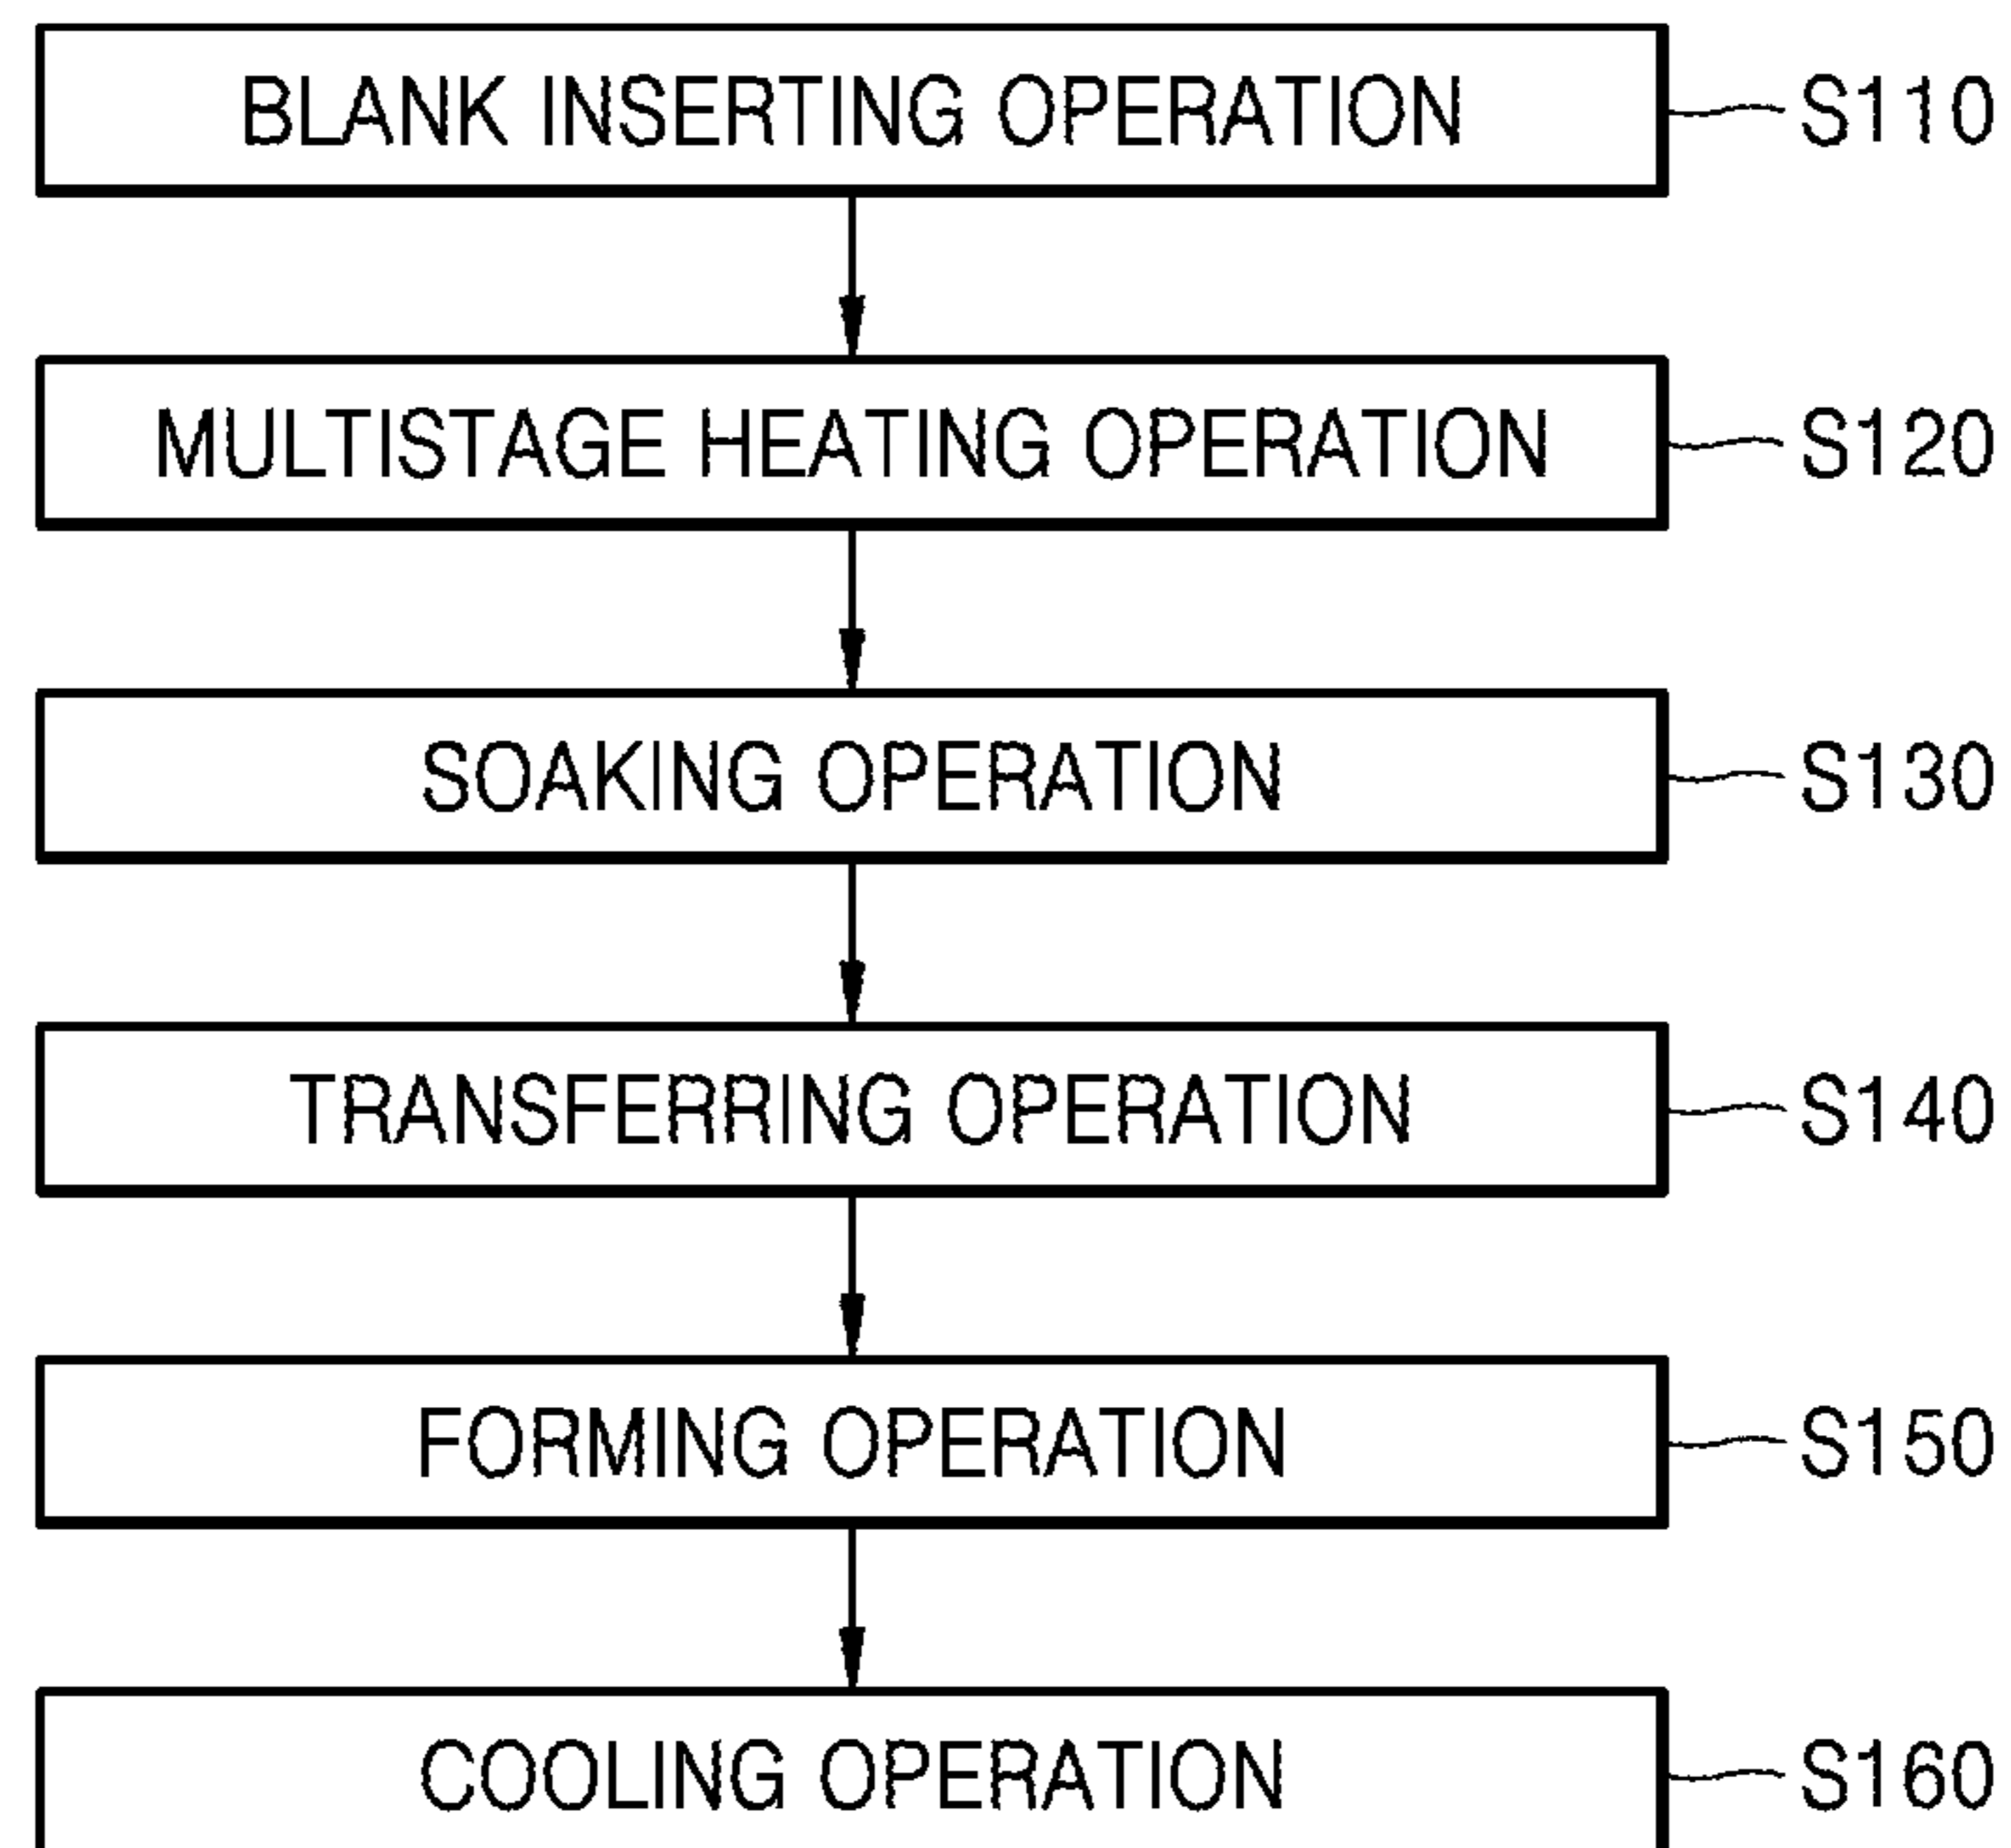 BLANK INSERTING OPERATION S110
MULTISTAGE HEATING OPERATION S120
SOAKING OPERATION S130
TRANSFERRING OPERATION S140
FORMING OPERATION S150
COOLING OPERATION S160